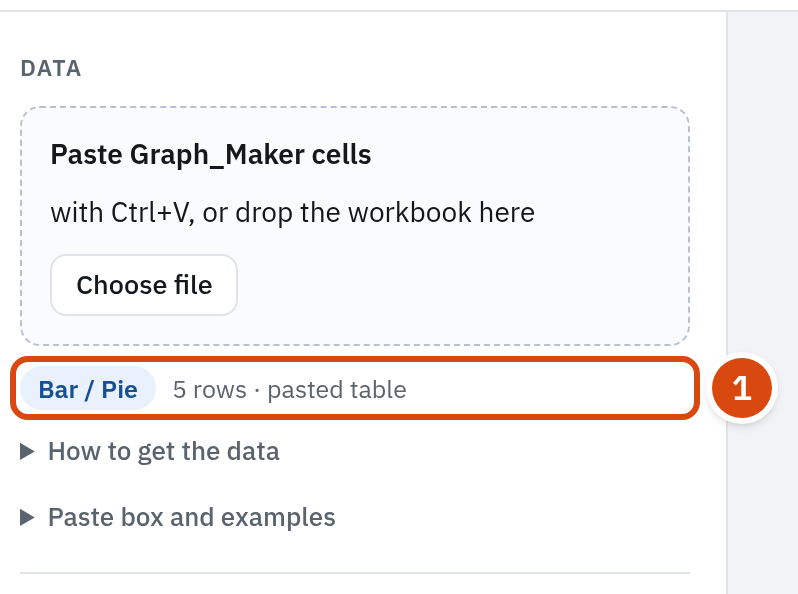 DATA
Paste Graph_Maker cells
with Ctrl+V, or drop the workbook here
Choose file
Bar / Pie 5 rows · pasted table
1
▶ How to get the data
▶ Paste box and examples